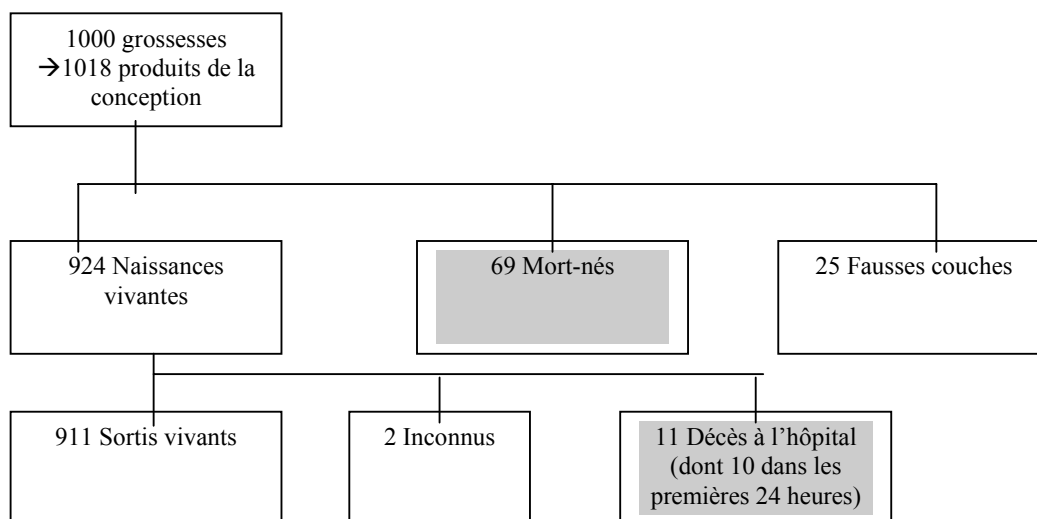 1000 grossesses
→1018 produits de la
conception
924 Naissances
vivantes
69 Mort-nés
25 Fausses couches
911 Sortis vivants
2 Inconnus
11 Décès à l’hôpital
(dont 10 dans les
premières 24 heures)